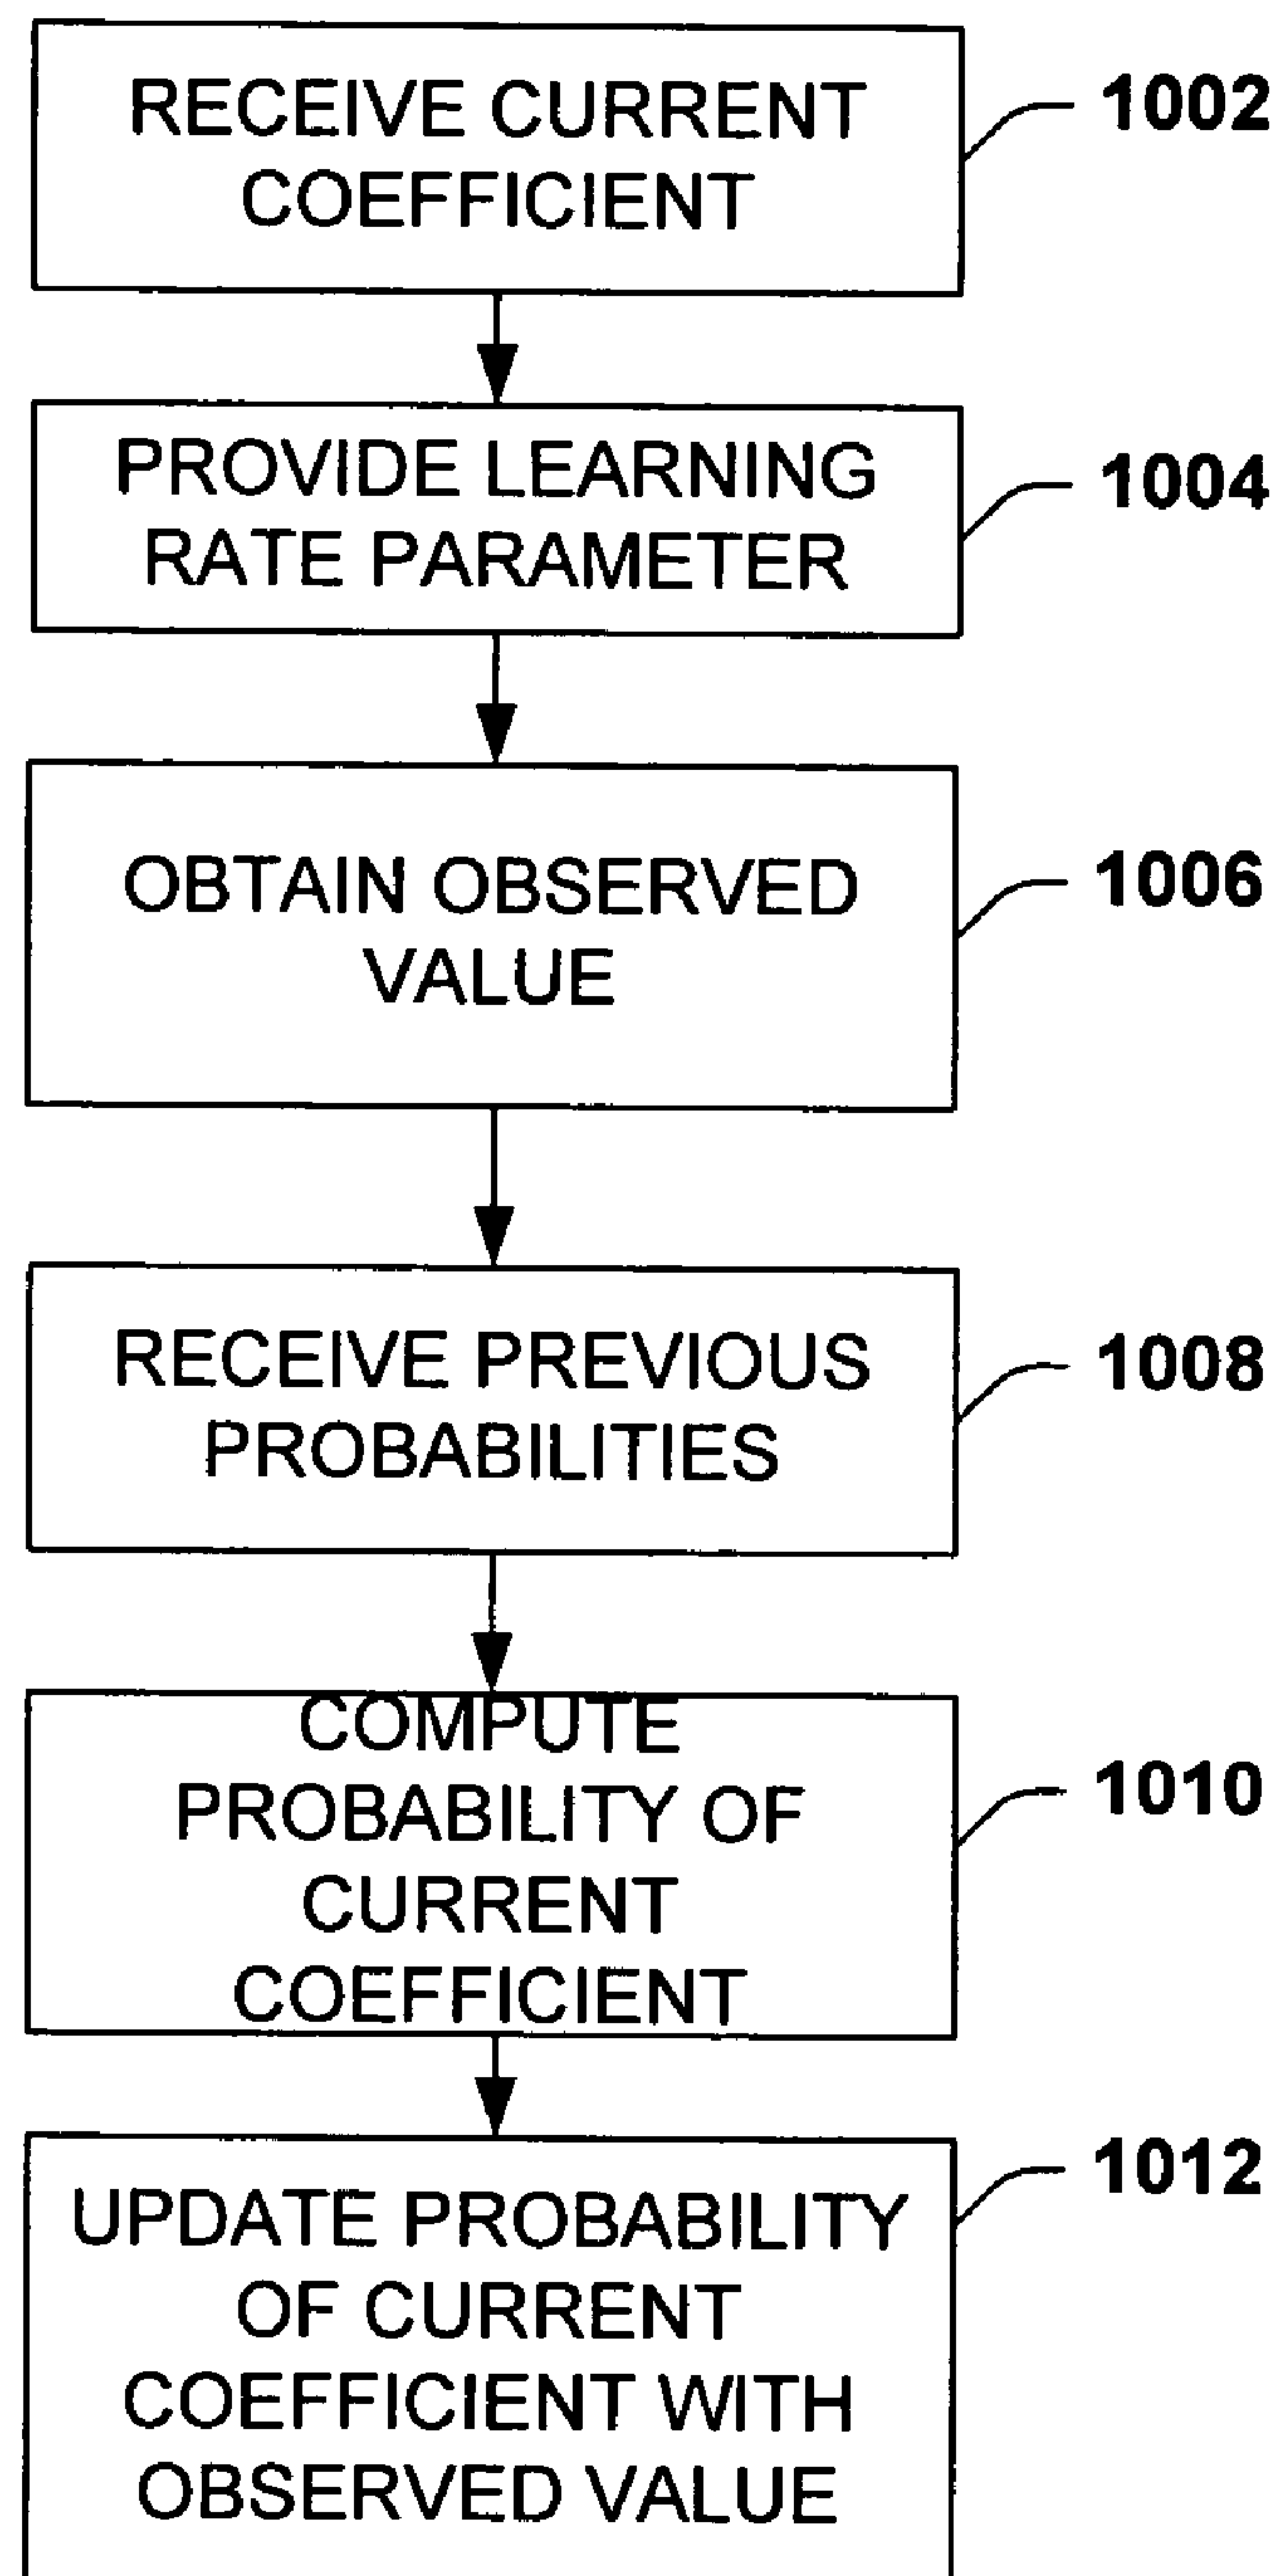 RECEIVE CURRENT
COEFFICIENT
1002
PROVIDE LEARNING
RATE PARAMETER
1004
OBTAIN OBSERVED
VALUE
1006
RECEIVE PREVIOUS
PROBABILITIES
1008
COMPUTE
PROBABILITY OF
CURRENT
COEFFICIENT
1010
UPDATE PROBABILITY
OF CURRENT
COEFFICIENT WITH
OBSERVED VALUE
1012